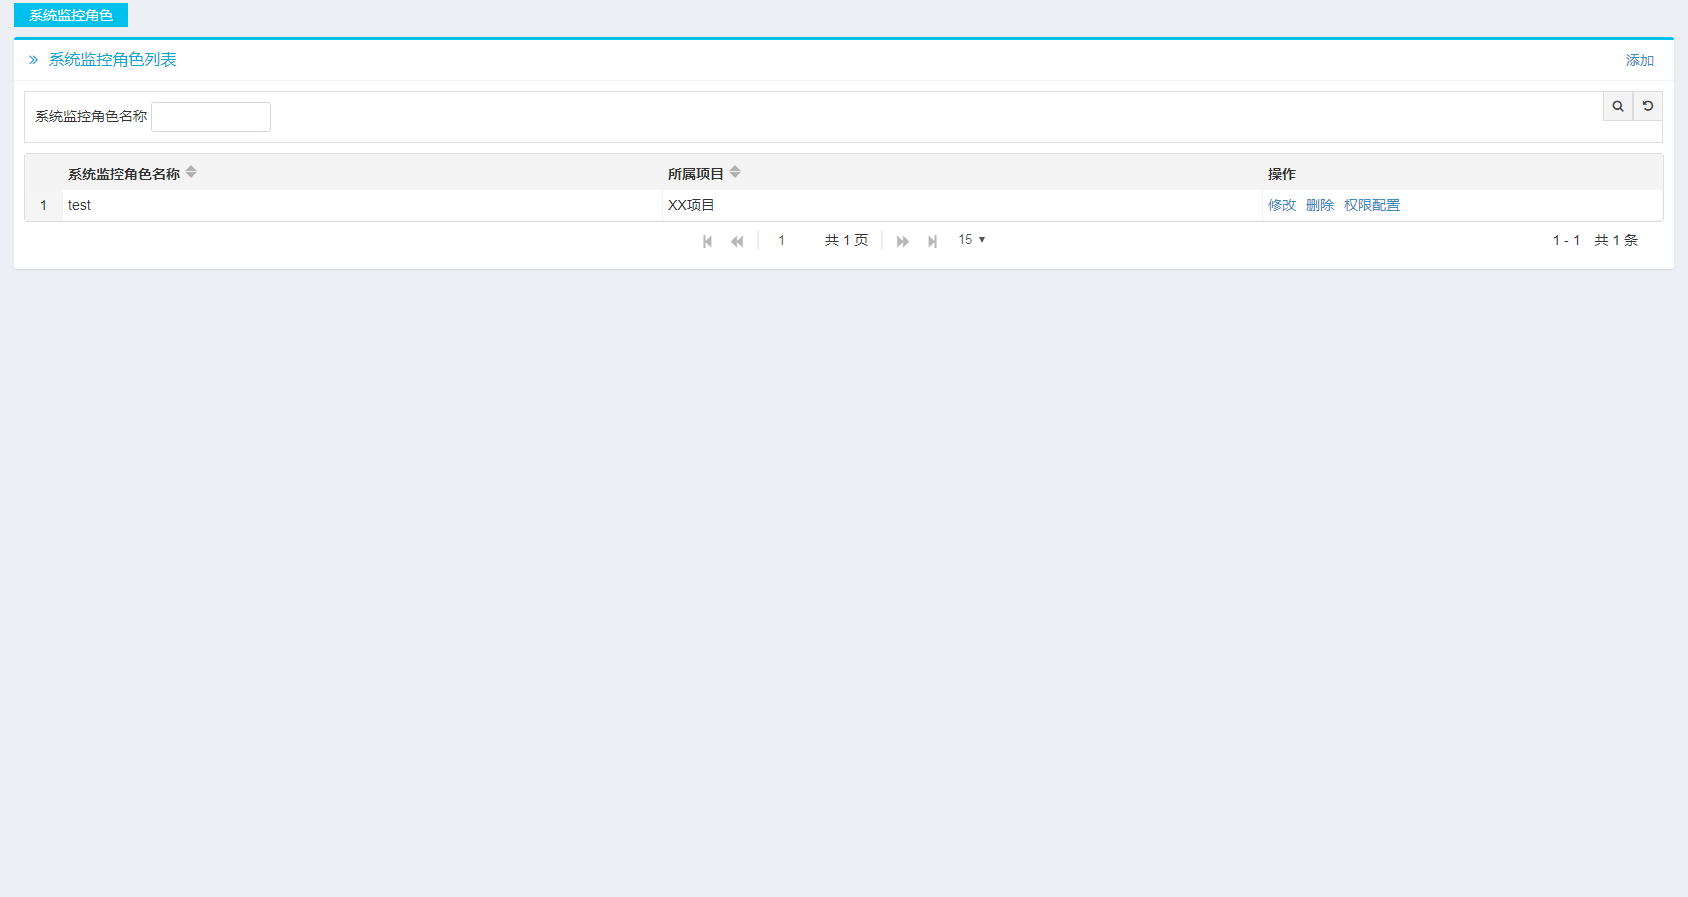 系统监控角色
系统监控角色列表 添加
系统监控角色名称
系统监控角色名称 所属项目 操作
1 test XX项目 修改 删除 权限配置
1 共 1 页 15 1 - 1 共 1 条